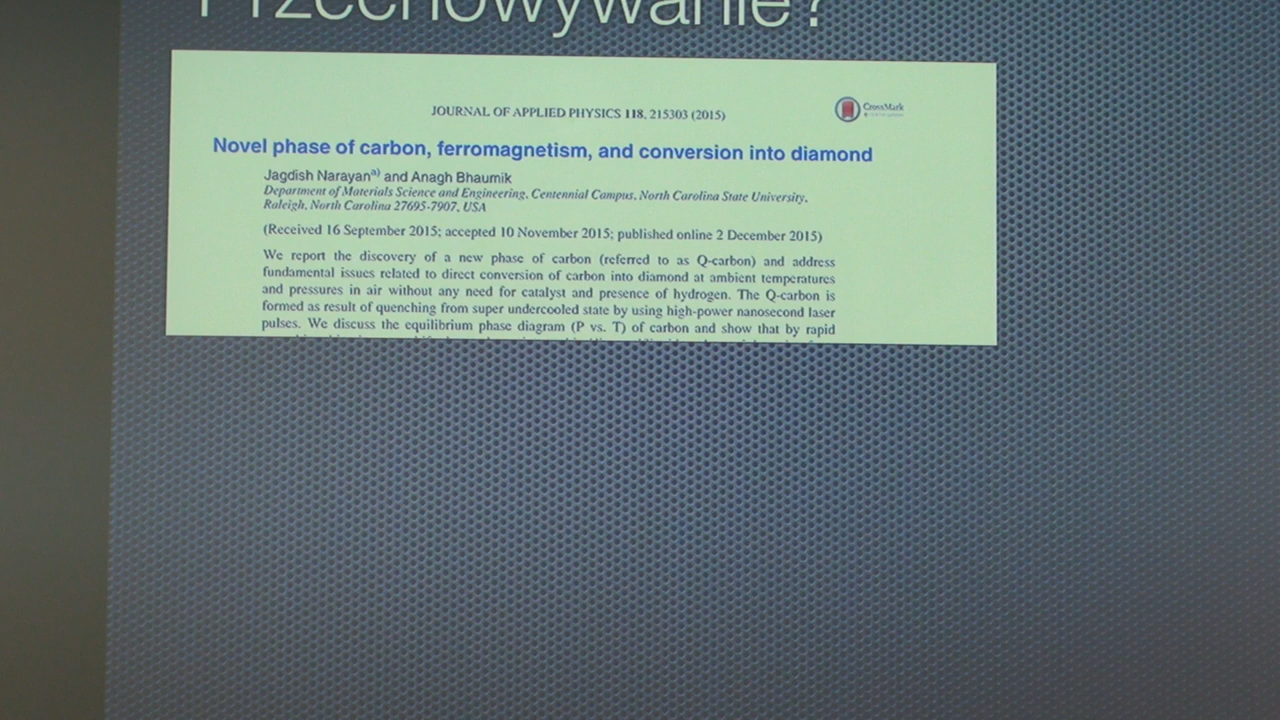 Przechowywanie?
JOURNAL OF APPLIED PHYSICS 118, 215303 (2015)
CrossMark
Novel phase of carbon, ferromagnetism, and conversion into diamond
Jagdish Narayan a) and Anagh Bhaumik
Department of Materials Science and Engineering, Centennial Campus, North Carolina State University,
Raleigh, North Carolina 27695-7907, USA
(Received 16 September 2015; accepted 10 November 2015; published online 2 December 2015)
We report the discovery of a new phase of carbon (referred to as Q-carbon) and address
fundamental issues related to direct conversion of carbon into diamond at ambient temperatures
and pressures in air without any need for catalyst and presence of hydrogen. The Q-carbon is
formed as result of quenching from super undercooled state by using high-power nanosecond laser
pulses. We discuss the equilibrium phase diagram (P vs. T) of carbon and show that by rapid